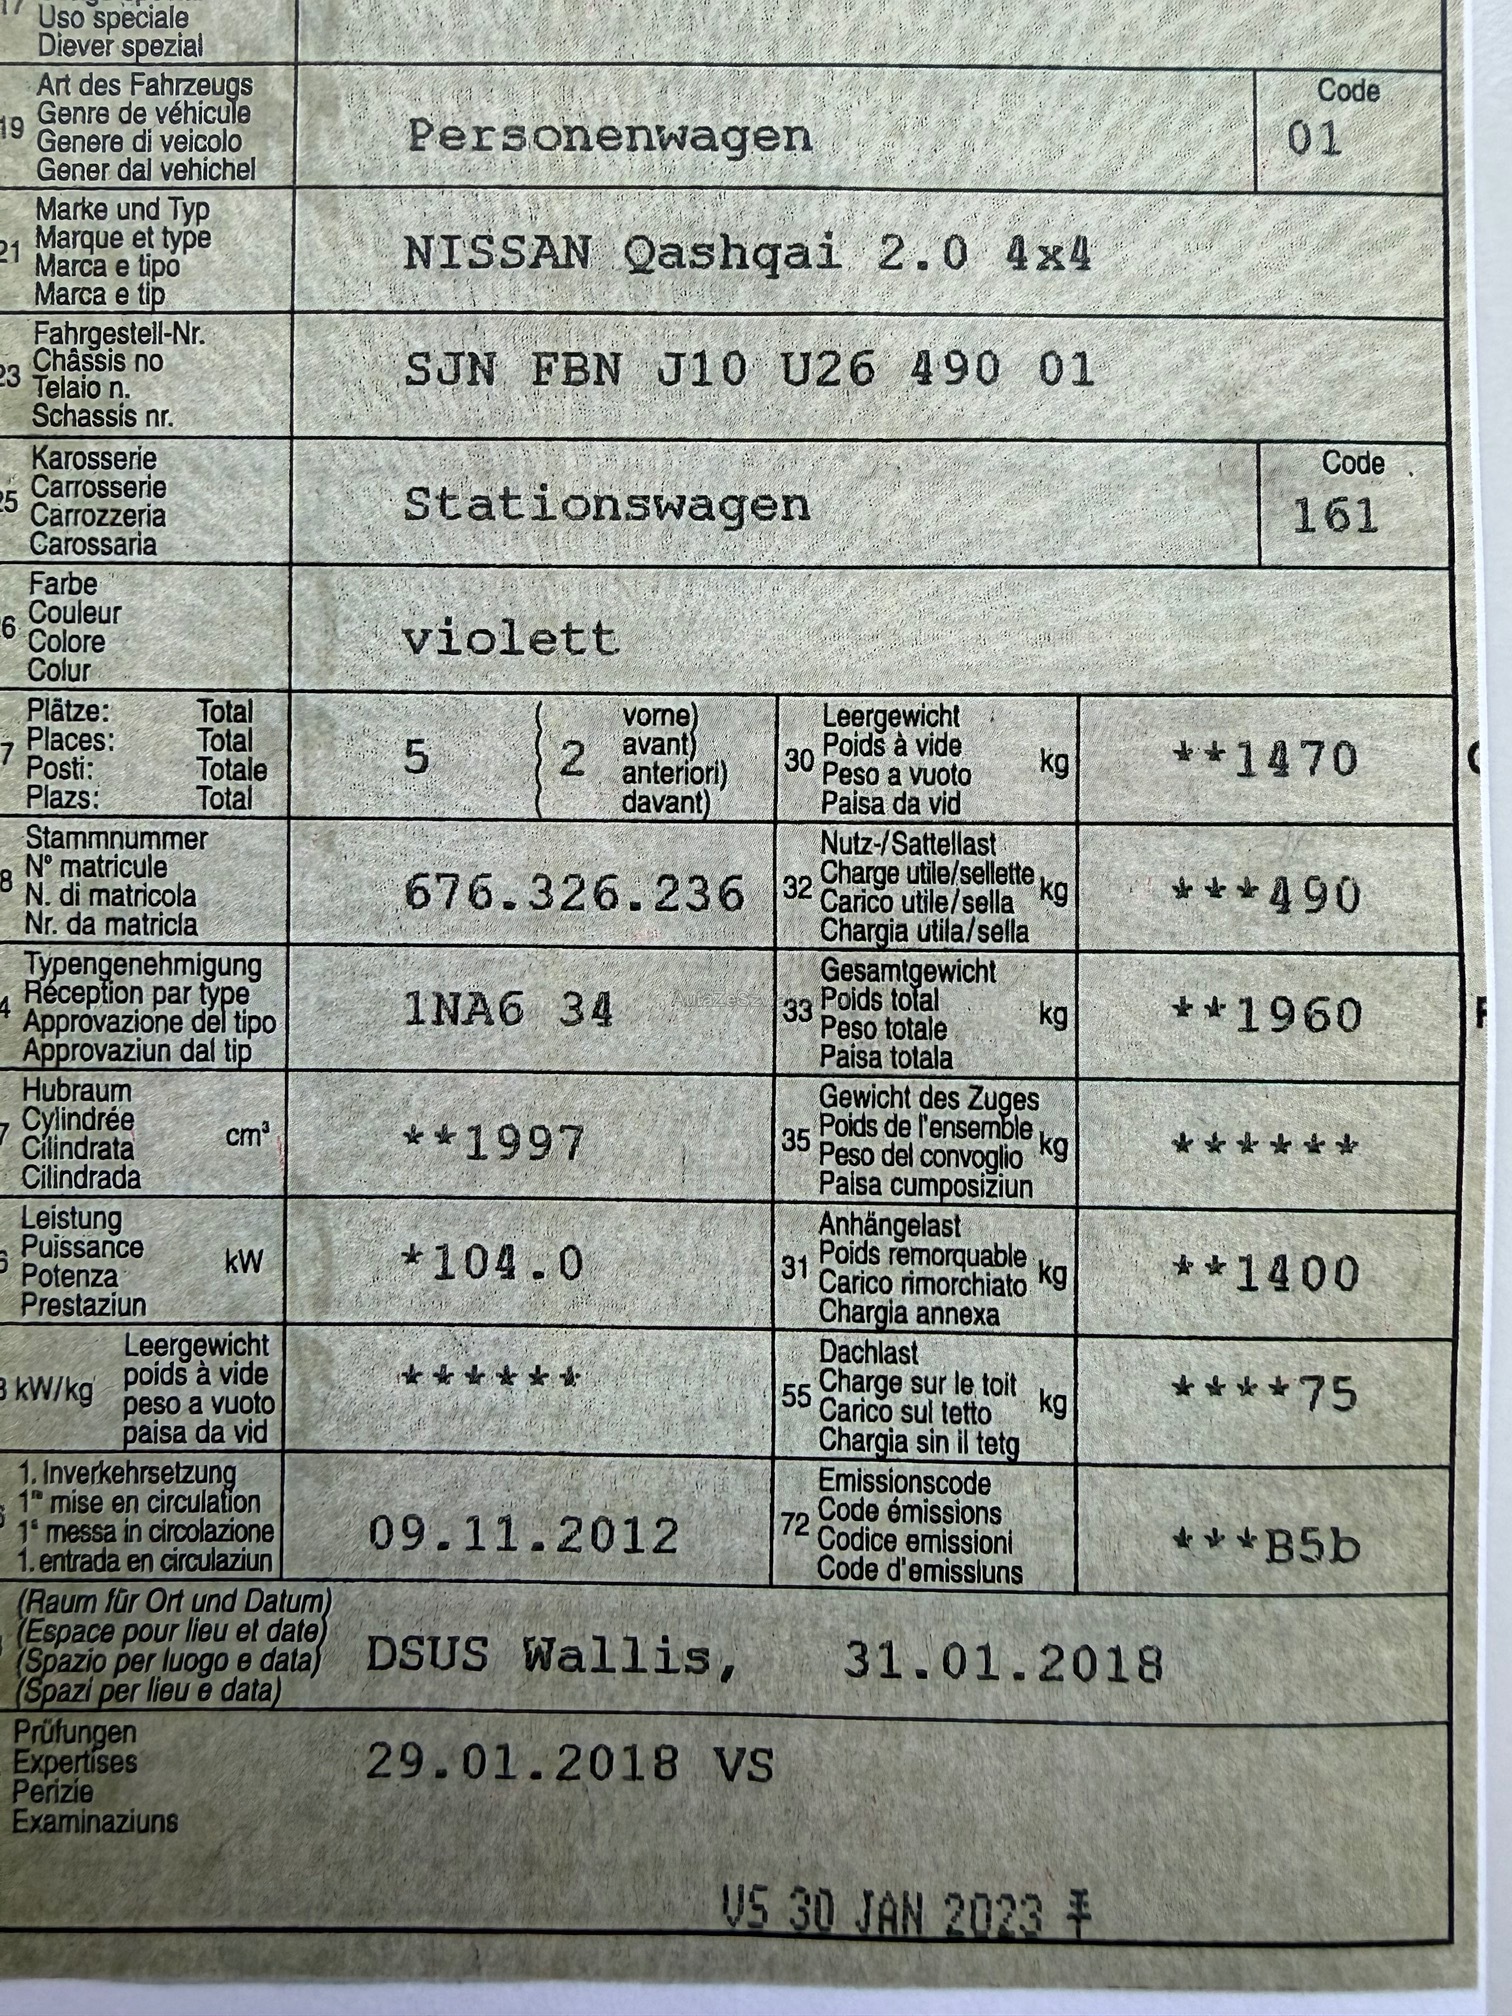 17
Uso speciale
Diever spezial
19
Art des Fahrzeugs
Genre de véhicule
Genere di veicolo
Gener dal vehichel
Personenwagen
Code
01
21
Marke und Typ
Marque et type
Marca e tipo
Marca e tip
NISSAN Qashqai 2.0 4x4
23
Fahrgestell-Nr.
Châssis no
Telaio n.
Schassis nr.
SJN FBN J10 U26 490 01
25
Karosserie
Carrosserie
Carrozzeria
Carossaria
Stationswagen
Code
161
6
Farbe
Couleur
Colore
Colur
violett
7
Plätze: Total
Places: Total
Posti: Totale
Plazs: Total
5
( 2 vorne)
( avant)
( anteriori)
( davant)
30
Leergewicht
Poids à vide
Peso a vuoto
Paisa da vid
kg
**1470
8
Stammnummer
N° matricule
N. di matricola
Nr. da matricla
676.326.236
32
Nutz-/Sattellast
Charge utile/sellette
Carico utile/sella
Chargia utila/sella
kg
***490
4
Typengenehmigung
Réception par type
Approvazione del tipo
Approvaziun dal tip
1NA6 34
33
Gesamtgewicht
Poids total
Peso totale
Paisa totala
kg
**1960
7
Hubraum
Cylindrée
Cilindrata
Cilindrada
cm³
**1997
35
Gewicht des Zuges
Poids de l'ensemble
Peso del convoglio
Paisa cumposiziun
kg
******
6
Leistung
Puissance
Potenza
Prestaziun
kW
*104.0
31
Anhängelast
Poids remorquable
Carico rimorchiato
Chargia annexa
kg
**1400
kW/kg
Leergewicht
poids à vide
peso a vuoto
paisa da vid
******
55
Dachlast
Charge sur le toit
Carico sul tetto
Chargia sin il tetg
kg
****75
6
1. Inverkehrsetzung
1re mise en circulation
1a messa in circolazione
1. entrada en circulaziun
09.11.2012
72
Emissionscode
Code émissions
Codice emissioni
Code d'emissiuns
***B5b
(Raum für Ort und Datum)
(Espace pour lieu et date)
(Spazio per luogo e data)
(Spazi per lieu e data)
DSUS Wallis, 31.01.2018
Prüfungen
Expertises
Perizie
Examinaziuns
29.01.2018 VS
VS 30 JAN 2023